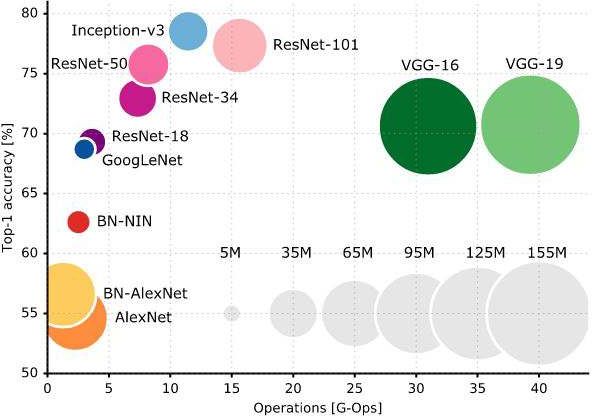 80
Inception-v3
ResNet-101
ResNet-50
VGG-16
VGG-19
75
ResNet-34
70
ResNet-18
GoogLeNet
Top-1 accuracy [%]
65
BN-NIN
60
5M 35M 65M 95M 125M 155M
BN-AlexNet
55
AlexNet
50
0 5 10 15 20 25 30 35 40
Operations [G-Ops]